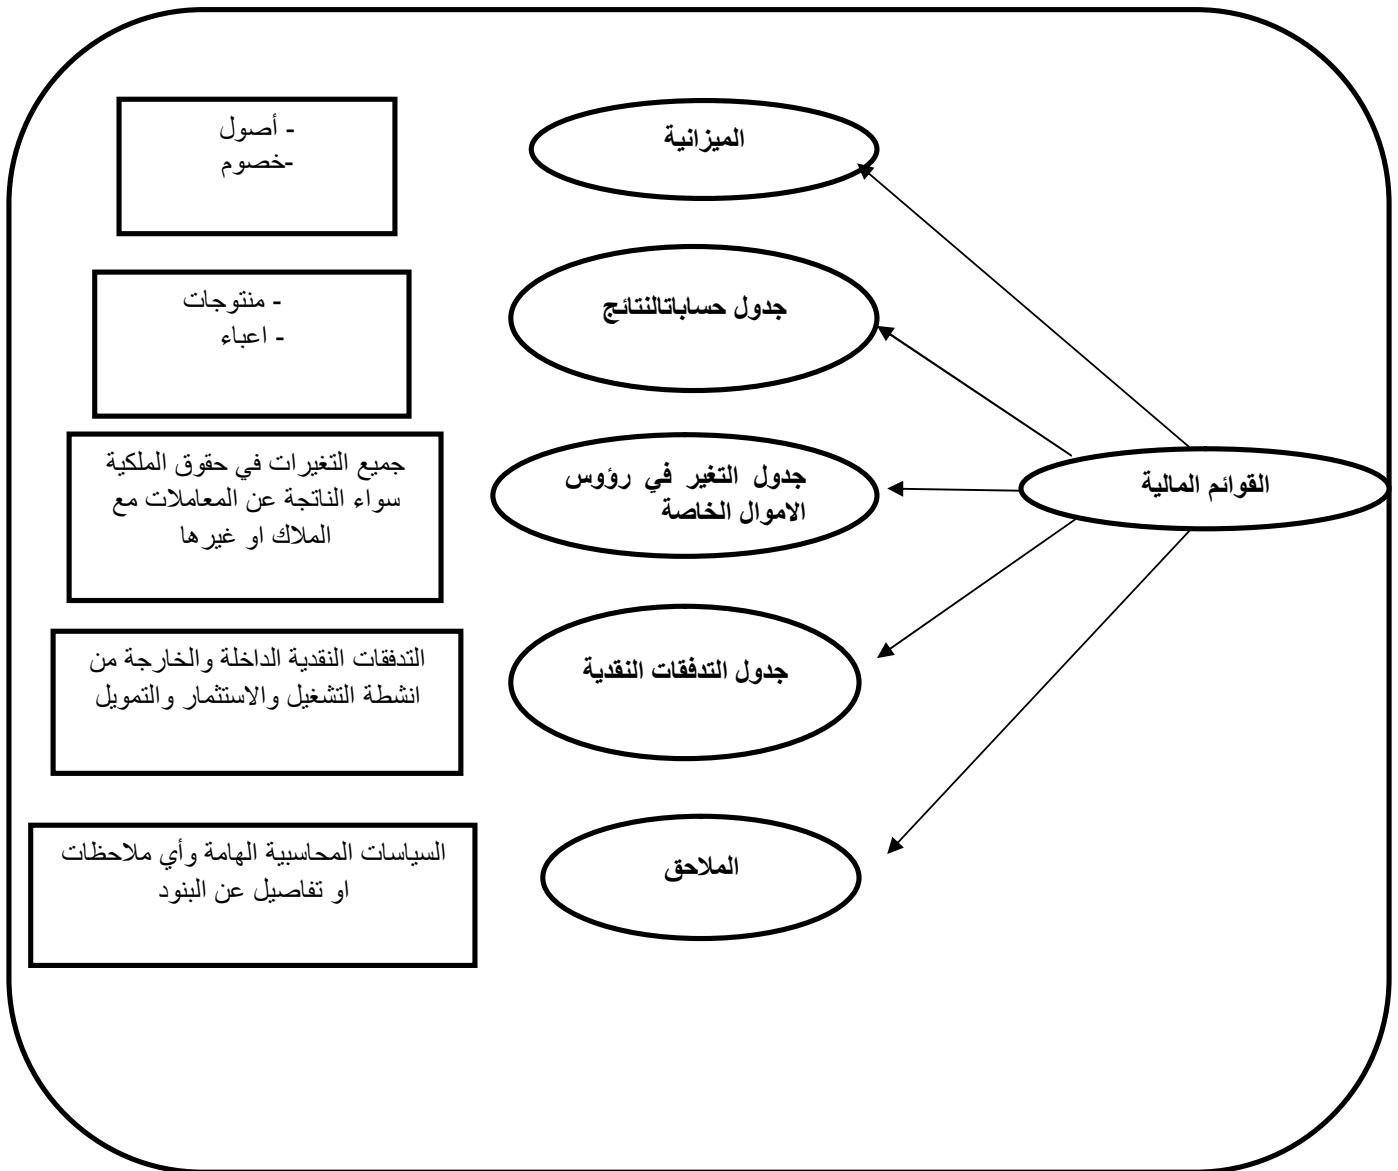 القوائم المالية
الميزانية
- أصول
-خصوم
جدول حساباتالنتائج
- منتوجات
- اعباء
جدول التغير في رؤوس
الاموال الخاصة
جميع التغيرات في حقوق الملكية
سواء الناتجة عن المعاملات مع
الملاك او غيرها
جدول التدفقات النقدية
التدفقات النقدية الداخلة والخارجة من
انشطة التشغيل والاستثمار والتمويل
الملاحق
السياسات المحاسبية الهامة وأي ملاحظات
او تفاصيل عن البنود